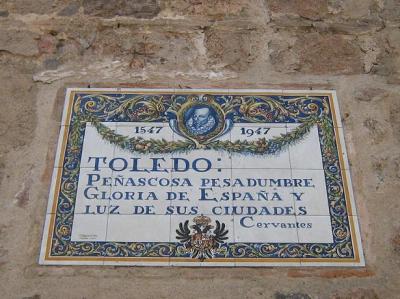 1547 1947
TOLEDO:
PEÑASCOSA PESADUMBRE
GLORIA DE ESPAÑA Y
LUZ DE SUS CIUDADES
CERVANTES